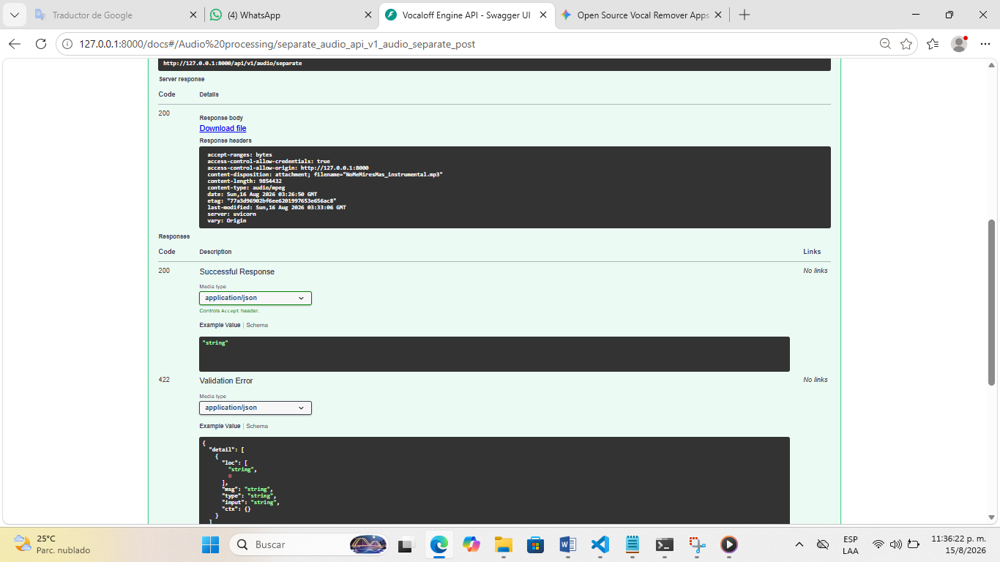 Traductor de Google
(4) WhatsApp
Vocaloff Engine API - Swagger UI
Open Source Vocal Remover Apps
127.0.0.1:8000/docs#/Audio%20processing/separate_audio_api_v1_audio_separate_post
http://127.0.0.1:8000/api/v1/audio/separate
Server response
Code Details
200
Response body
Download file
Response headers
accept-ranges: bytes
access-control-allow-credentials: true
access-control-allow-origin: http://127.0.0.1:8000
content-disposition: attachment; filename="NoMeMiresMas_instrumental.mp3"
content-length: 9854432
content-type: audio/mpeg
date: Sun,16 Aug 2026 03:26:50 GMT
etag: "77a3d96902bf6ee6201997653e656ac8"
last-modified: Sun,16 Aug 2026 03:33:06 GMT
server: uvicorn
vary: Origin
Responses
Code Description Links
200 Successful Response No links
Media type
application/json
Controls Accept header.
Example Value | Schema
"string"
422 Validation Error No links
Media type
application/json
Example Value | Schema
{
"detail": [
{
"loc": [
"string",
0
],
"msg": "string",
"type": "string",
"input": "string",
"ctx": {}
}
]
25°C
Parc. nublado
Buscar
ESP
LAA
11:36:22 p. m.
15/8/2026